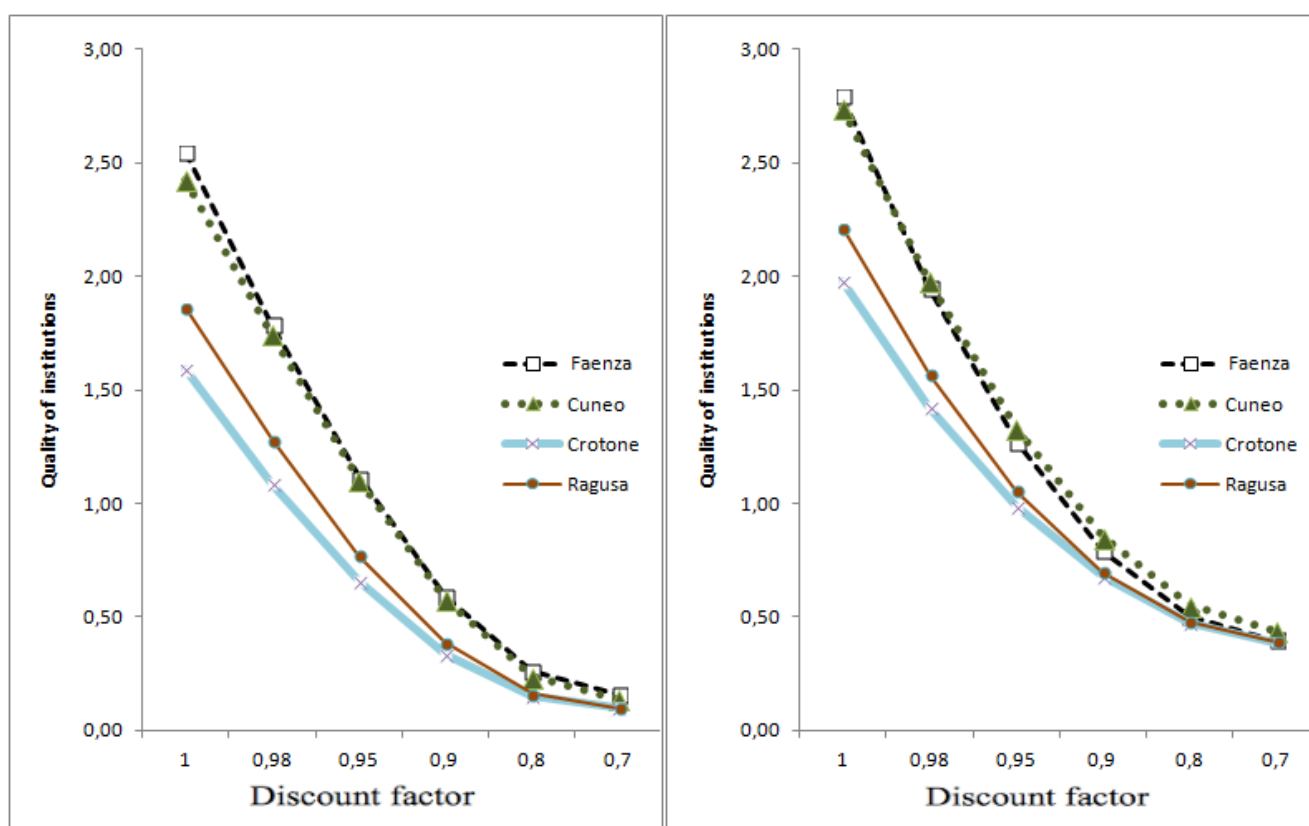 3,00
2,50
2,00
1,50
1,00
0,50
0,00
Quality of institutions
Faenza
Cuneo
Crotone
Ragusa
1 0,98 0,95 0,9 0,8 0,7
Discount factor
3,00
2,50
2,00
1,50
1,00
0,50
0,00
Quality of institutions
Faenza
Cuneo
Crotone
Ragusa
1 0,98 0,95 0,9 0,8 0,7
Discount factor